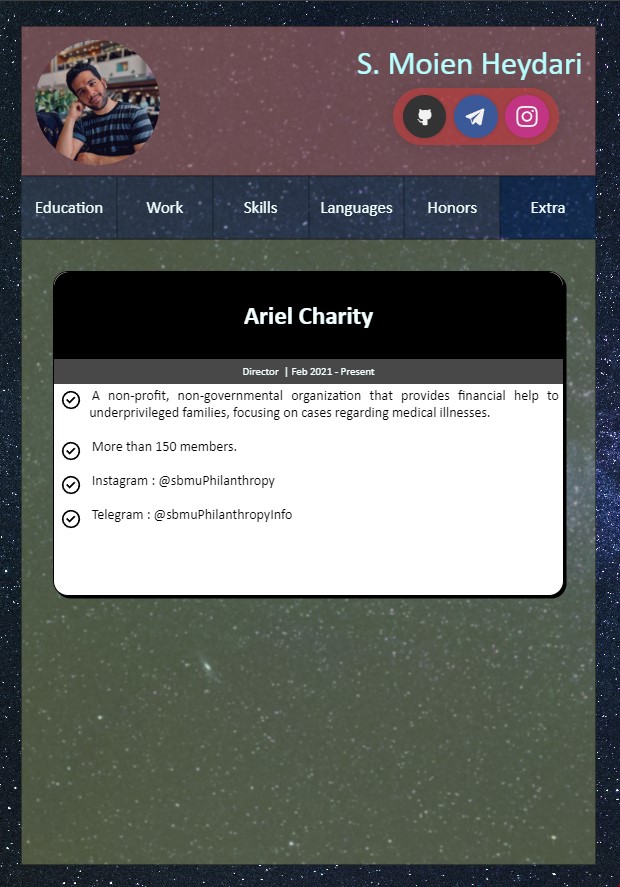 S. Moien Heydari
Education Work Skills Languages Honors Extra
Ariel Charity
Director | Feb 2021 - Present
A non-profit, non-governmental organization that provides financial help to
underprivileged families, focusing on cases regarding medical illnesses.
More than 150 members.
Instagram : @sbmuPhilanthropy
Telegram : @sbmuPhilanthropyInfo